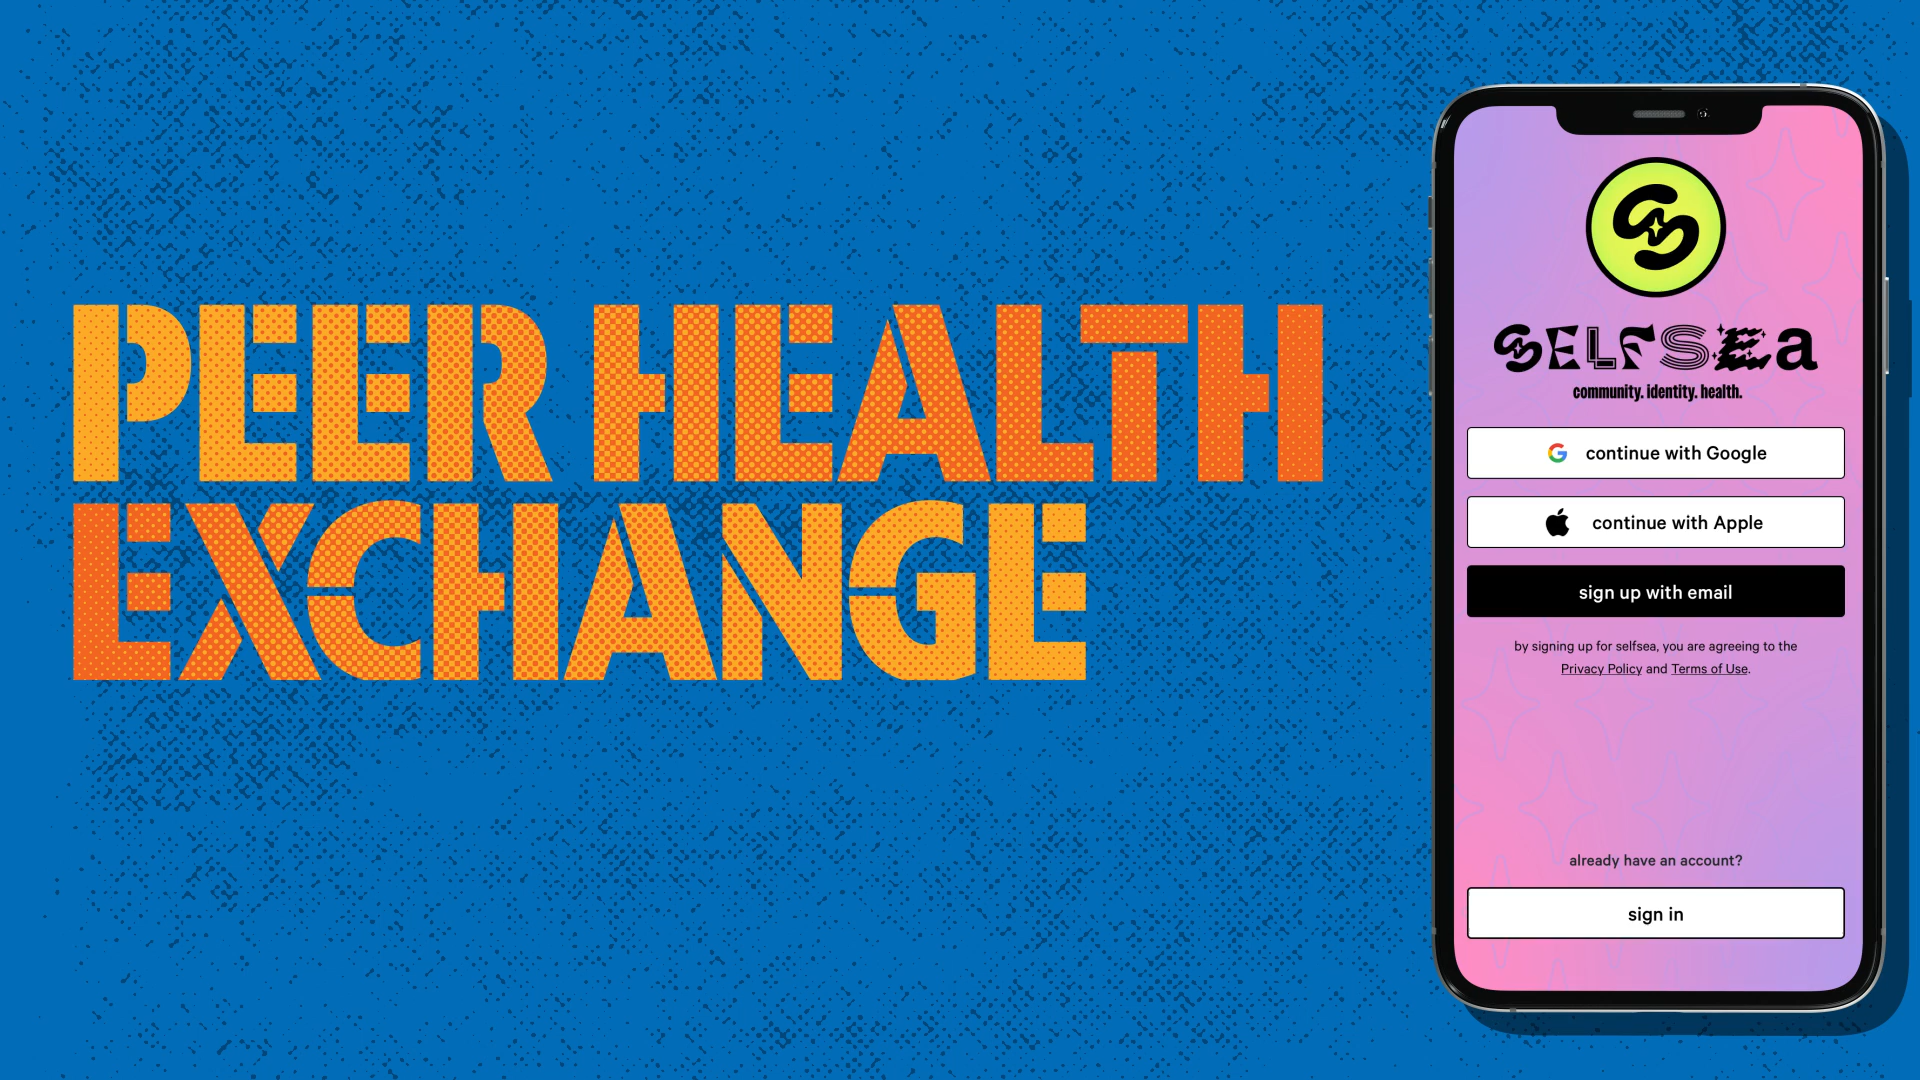 PEER HEALTH
EXCHANGE
SELFSEa
community. identity. health.
continue with Google
continue with Apple
sign up with email
by signing up for selfsea, you are agreeing to the
Privacy Policy and Terms of Use.
already have an account?
sign in